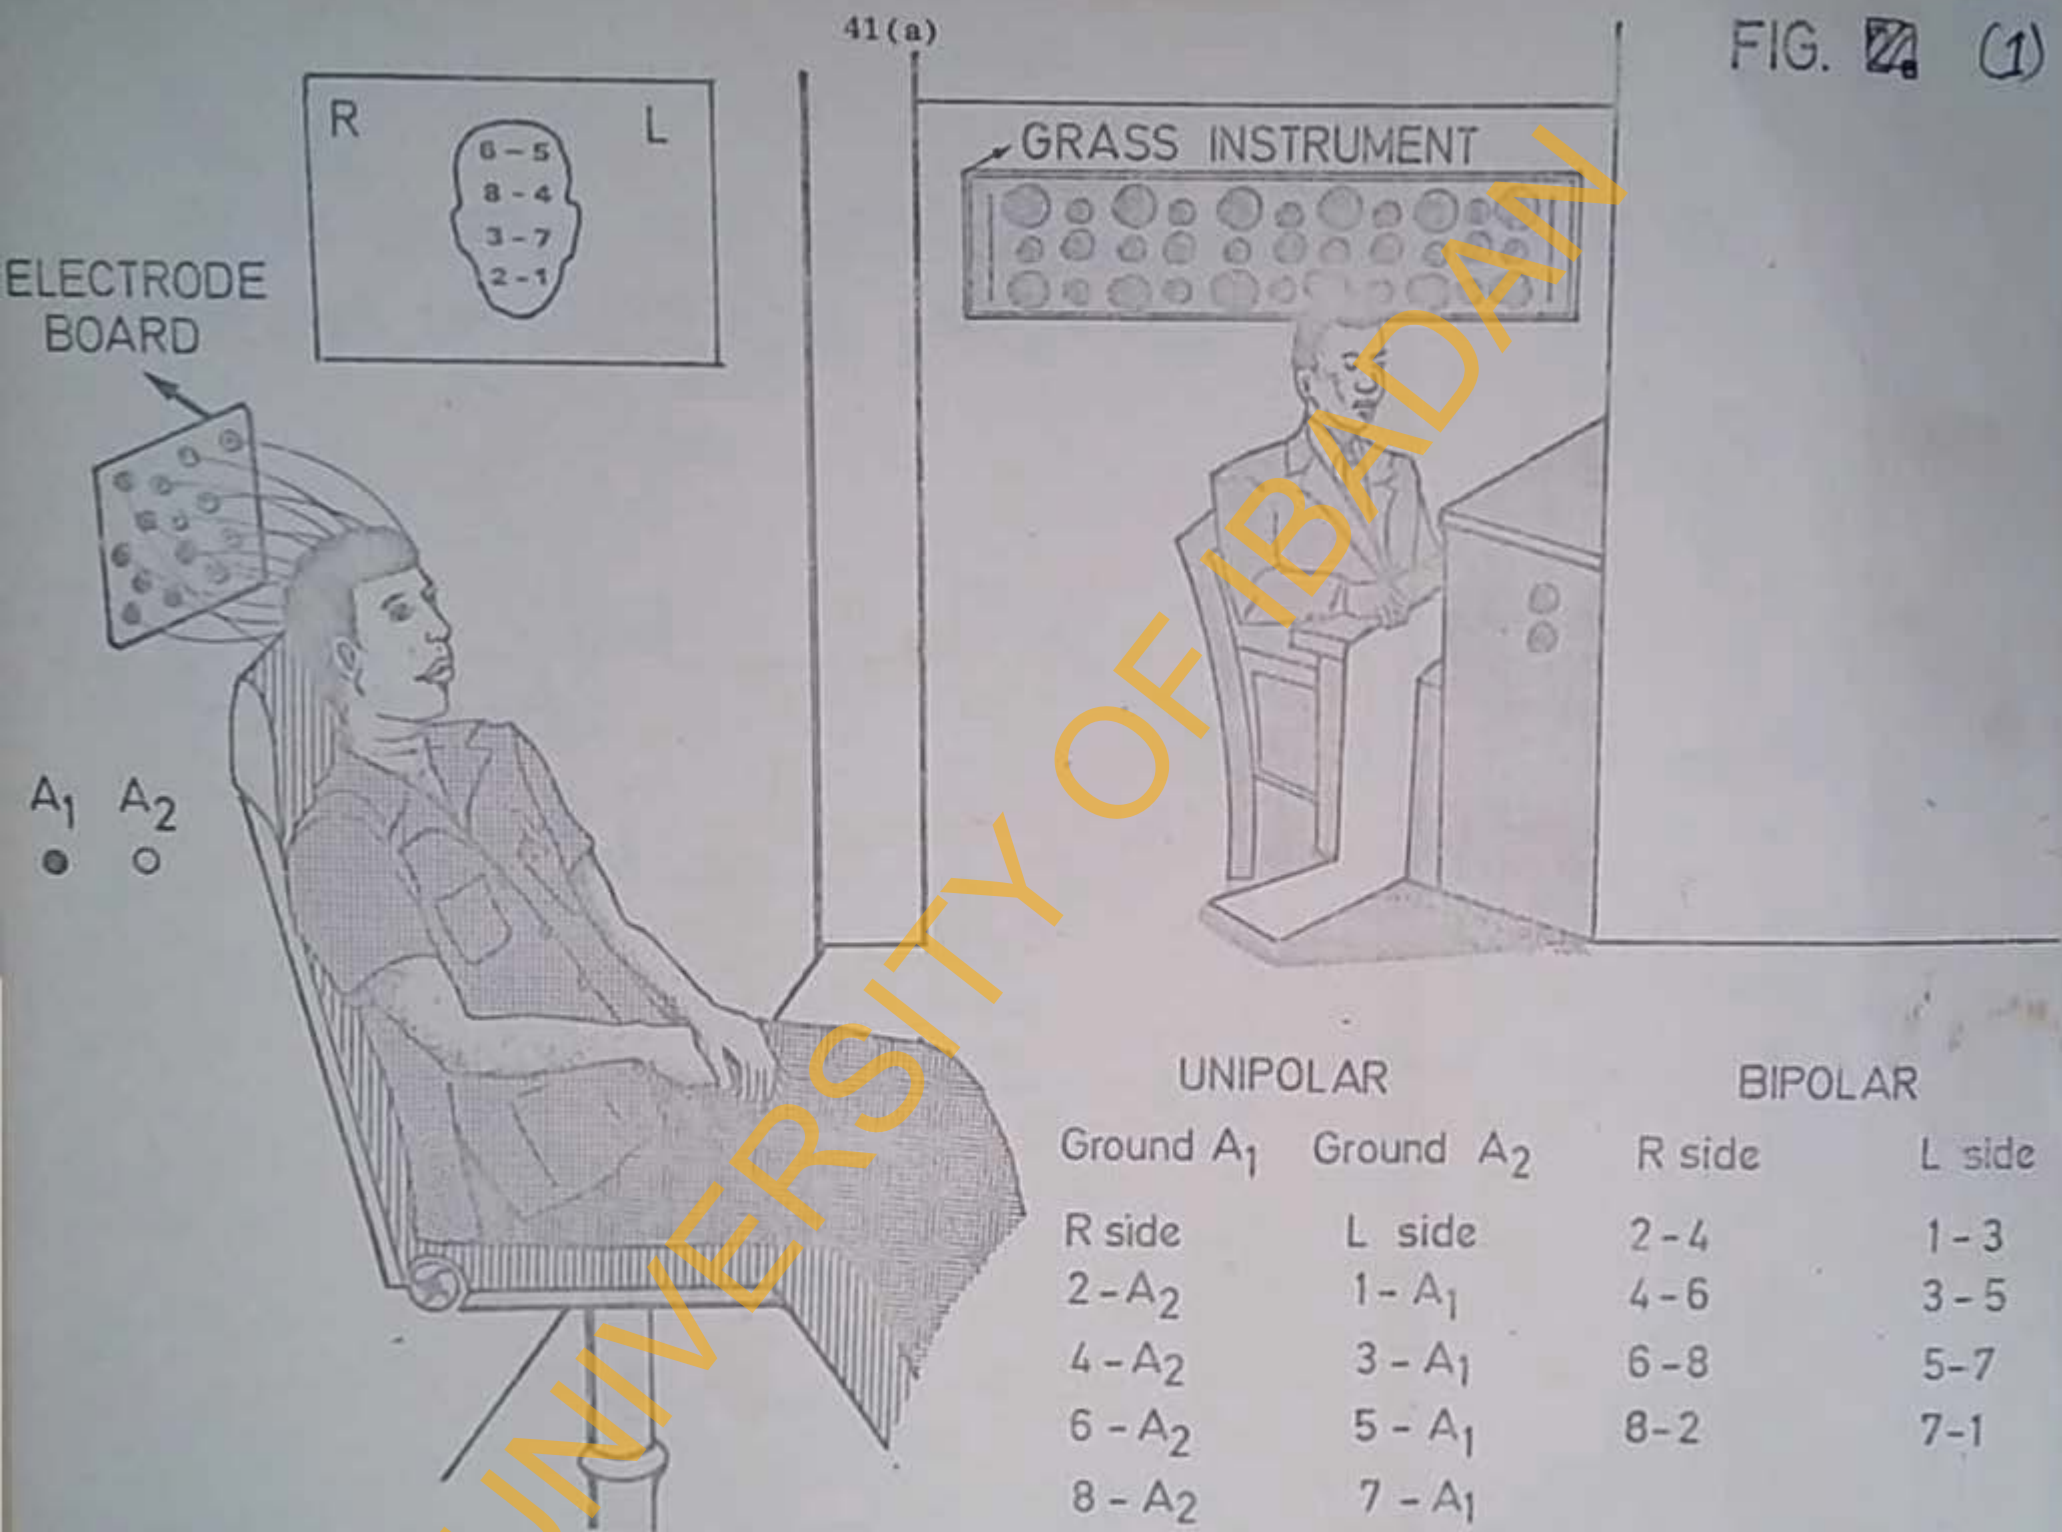 41(a)
FIG. (1)
R L
6-5
8-4
3-7
2-1
ELECTRODE
BOARD
GRASS INSTRUMENT
A1 A2
UNIPOLAR BIPOLAR
Ground A1 Ground A2 R side L side
R side L side 2-4 1-3
2-A2 1-A1 4-6 3-5
4-A2 3-A1 6-8 5-7
6-A2 5-A1 8-2 7-1
8-A2 7-A1
UNIVERSITY OF IBADAN